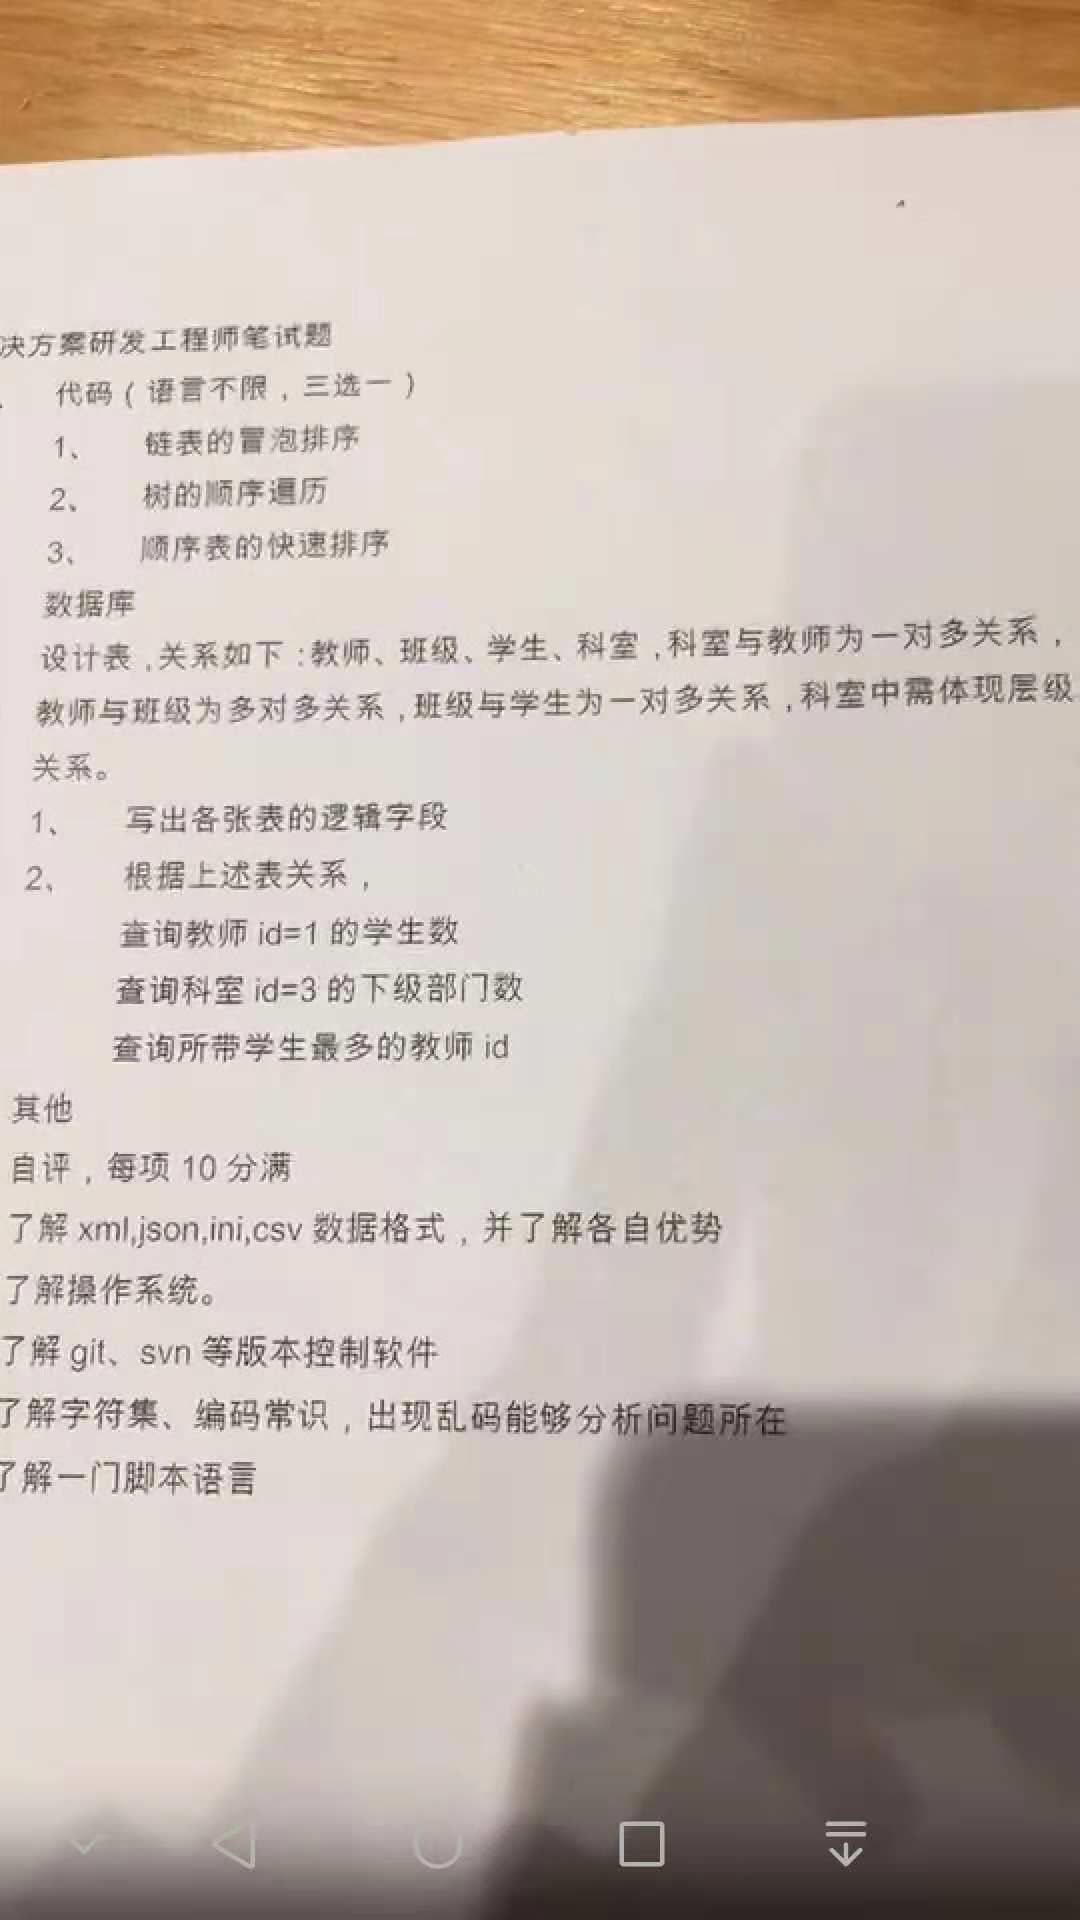 决方案研发工程师笔试题
代码（语言不限，三选一）
1、 链表的冒泡排序
2、 树的顺序遍历
3、 顺序表的快速排序
数据库
设计表，关系如下：教师、班级、学生、科室，科室与教师为一对多关系，
教师与班级为多对多关系，班级与学生为一对多关系，科室中需体现层级
关系。
1、 写出各张表的逻辑字段
2、 根据上述表关系，
查询教师 id=1 的学生数
查询科室 id=3 的下级部门数
查询所带学生最多的教师 id
其他
自评，每项 10 分满
了解 xml,json,ini,csv 数据格式，并了解各自优势
了解操作系统。
了解 git、svn 等版本控制软件
了解字符集、编码常识，出现乱码能够分析问题所在
了解一门脚本语言